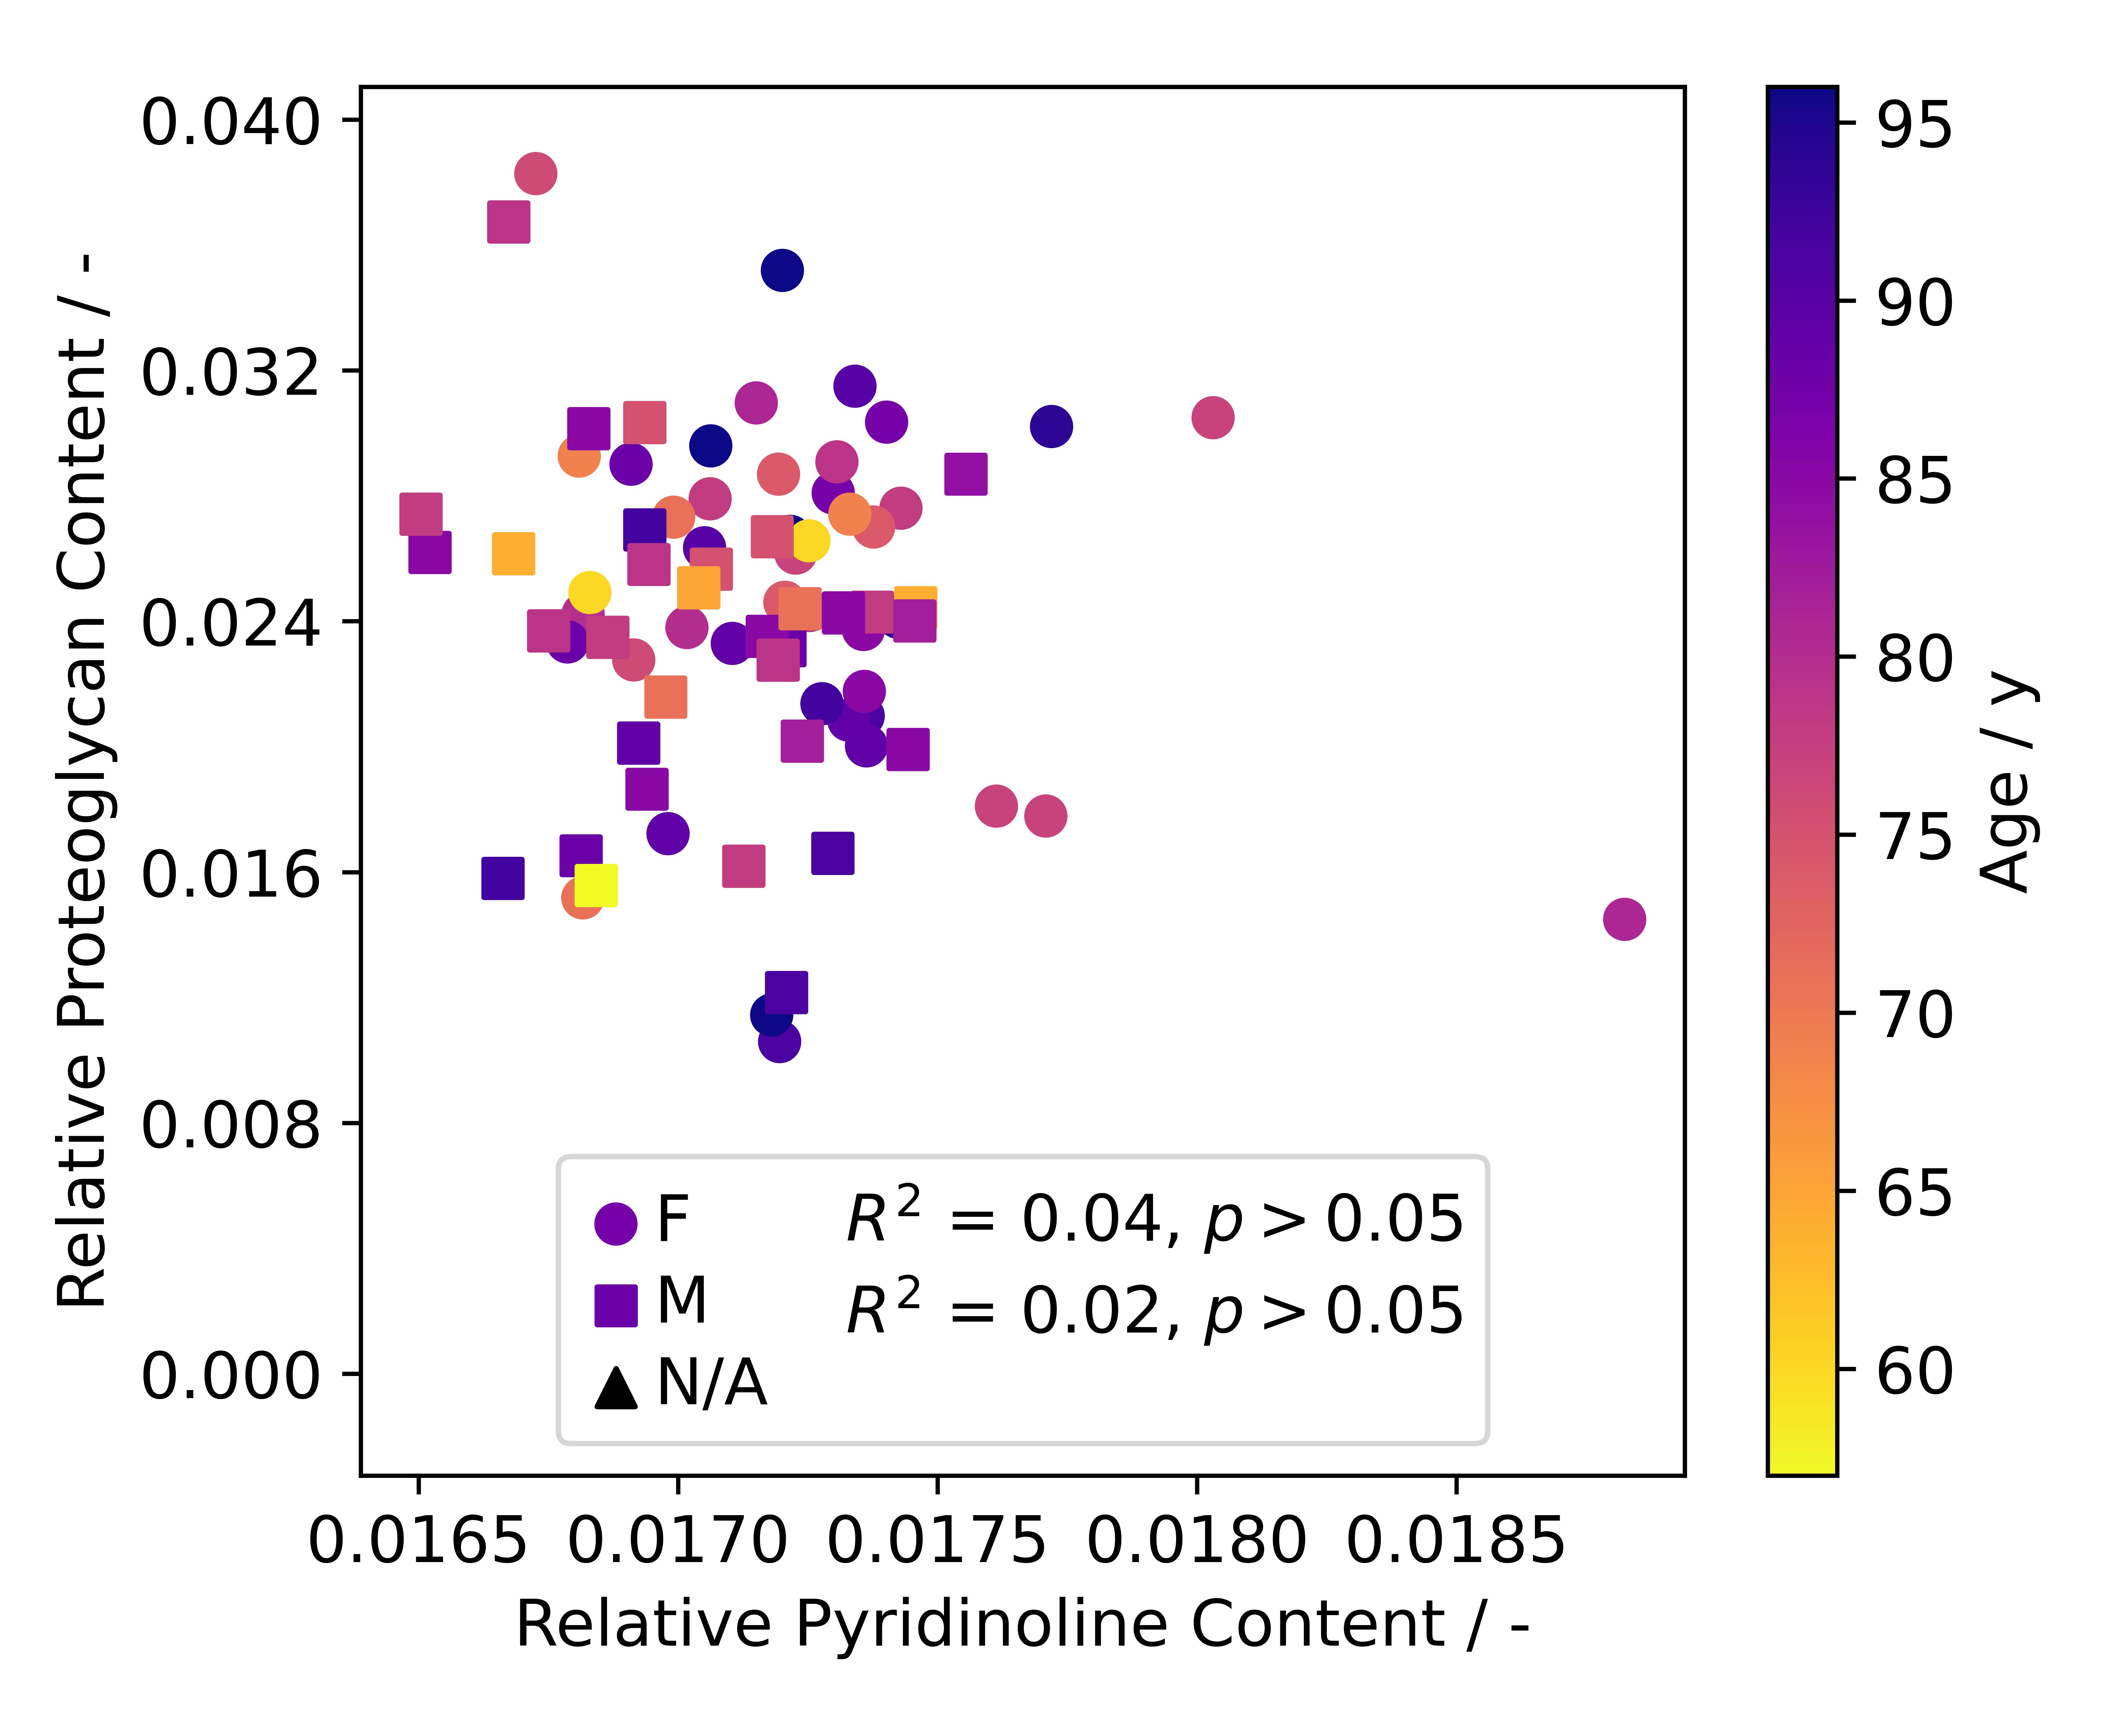 0.040
0.032
0.024
0.016
0.008
0.000
Relative Proteoglycan Content / -
F R² = 0.04, p > 0.05
M R² = 0.02, p > 0.05
N/A
0.0165 0.0170 0.0175 0.0180 0.0185
Relative Pyridinoline Content / -
95
90
85
80
75
70
65
60
Age / y